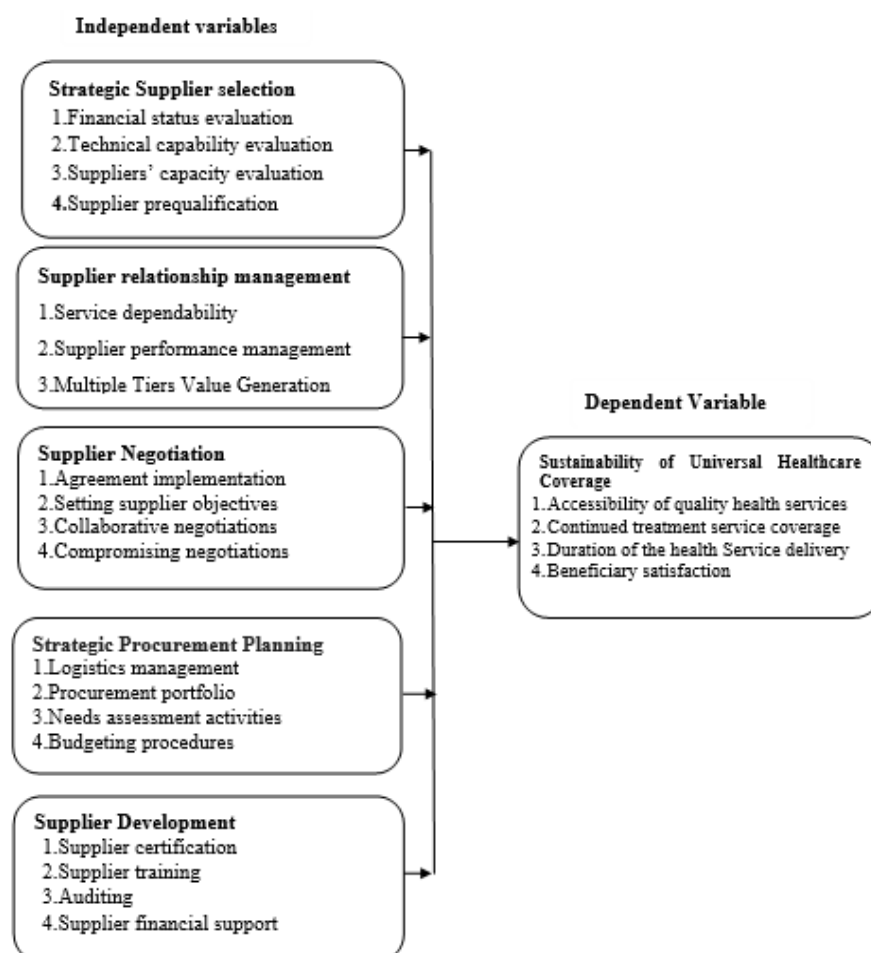 Independent variables
Strategic Supplier selection
1.Financial status evaluation
2.Technical capability evaluation
3.Suppliers' capacity evaluation
4.Supplier prequalification
Supplier relationship management
1.Service dependability
2.Supplier performance management
3.Multiple Tiers Value Generation
Supplier Negotiation
1.Agreement implementation
2.Setting supplier objectives
3.Collaborative negotiations
4.Compromising negotiations
Strategic Procurement Planning
1.Logistics management
2.Procurement portfolio
3.Needs assessment activities
4.Budgeting procedures
Supplier Development
1.Supplier certification
2.Supplier training
3.Auditing
4.Supplier financial support
Dependent Variable
Sustainability of Universal Healthcare
Coverage
1.Accessibility of quality health services
2.Continued treatment service coverage
3.Duration of the health Service delivery
4.Beneficiary satisfaction